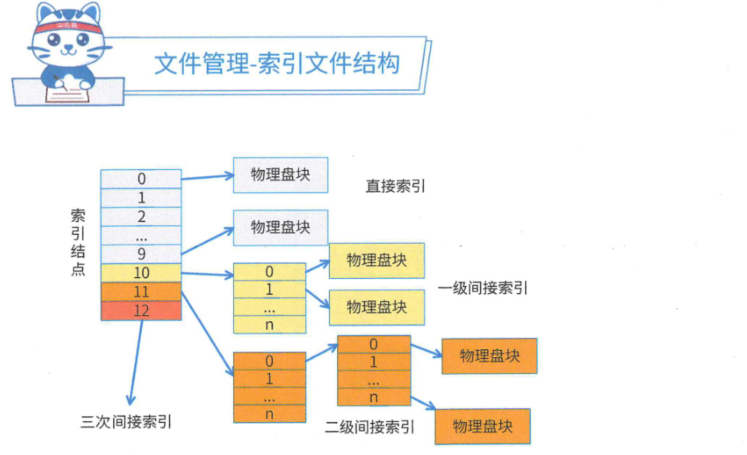 文件管理-索引文件结构
索引结点
0
1
2
...
9
10
11
12
物理盘块
直接索引
物理盘块
0
1
...
n
物理盘块
物理盘块
一级间接索引
0
1
...
n
0
1
...
n
物理盘块
物理盘块
二级间接索引
三次间接索引